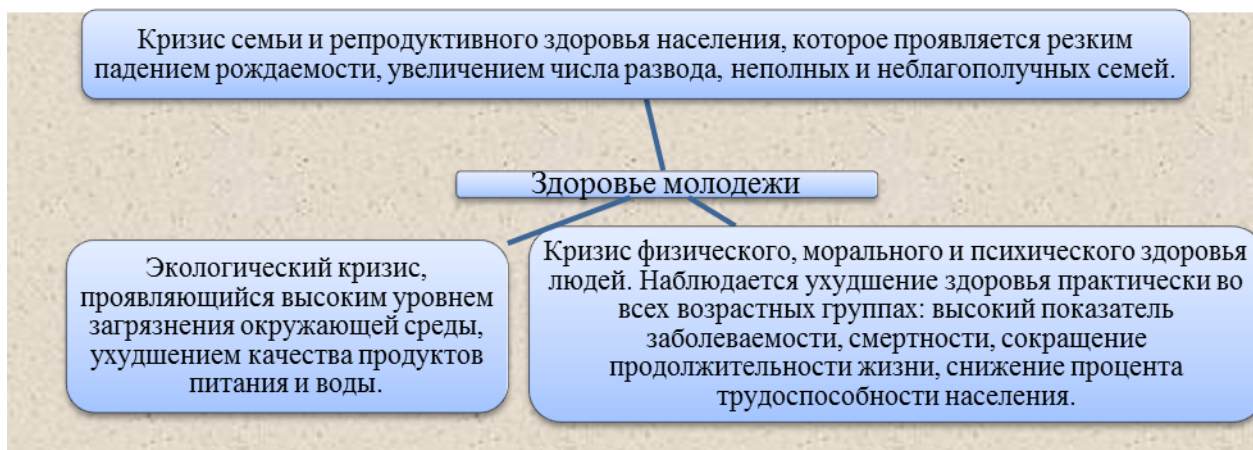 Кризис семьи и репродуктивного здоровья населения, которое проявляется резким
падением рождаемости, увеличением числа развода, неполных и неблагополучных семей.
Здоровье молодежи
Экологический кризис,
проявляющийся высоким уровнем
загрязнения окружающей среды,
ухудшением качества продуктов
питания и воды.
Кризис физического, морального и психического здоровья
людей. Наблюдается ухудшение здоровья практически во
всех возрастных группах: высокий показатель
заболеваемости, смертности, сокращение
продолжительности жизни, снижение процента
трудоспособности населения.